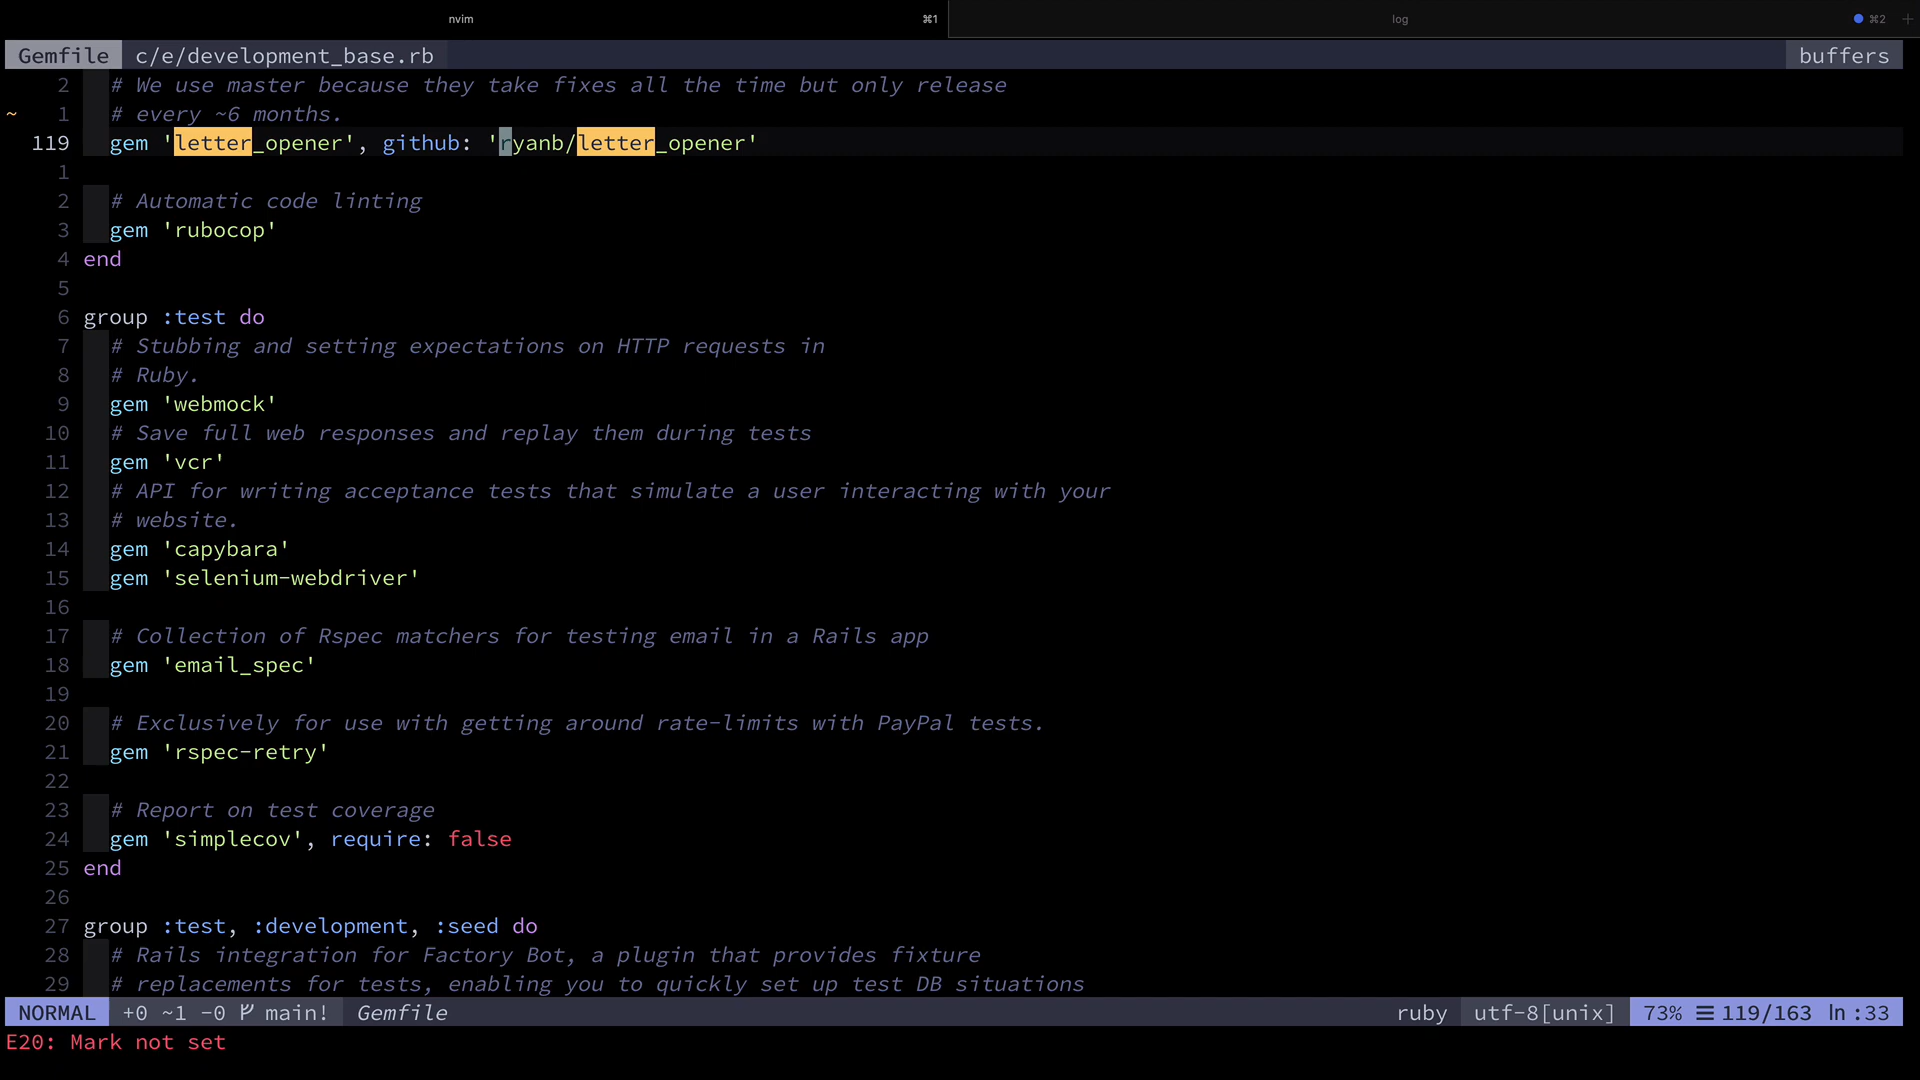 nvim ⌘1 log ⌘2 +
Gemfile c/e/development_base.rb buffers
2 # We use master because they take fixes all the time but only release
~ 1 # every ~6 months.
119 gem 'letter_opener', github: 'ryanb/letter_opener'
1
2 # Automatic code linting
3 gem 'rubocop'
4 end
5
6 group :test do
7 # Stubbing and setting expectations on HTTP requests in
8 # Ruby.
9 gem 'webmock'
10 # Save full web responses and replay them during tests
11 gem 'vcr'
12 # API for writing acceptance tests that simulate a user interacting with your
13 # website.
14 gem 'capybara'
15 gem 'selenium-webdriver'
16
17 # Collection of Rspec matchers for testing email in a Rails app
18 gem 'email_spec'
19
20 # Exclusively for use with getting around rate-limits with PayPal tests.
21 gem 'rspec-retry'
22
23 # Report on test coverage
24 gem 'simplecov', require: false
25 end
26
27 group :test, :development, :seed do
28 # Rails integration for Factory Bot, a plugin that provides fixture
29 # replacements for tests, enabling you to quickly set up test DB situations
NORMAL +0 ~1 -0 main! Gemfile ruby utf-8[unix] 73% ☰ 119/163 ln :33
E20: Mark not set